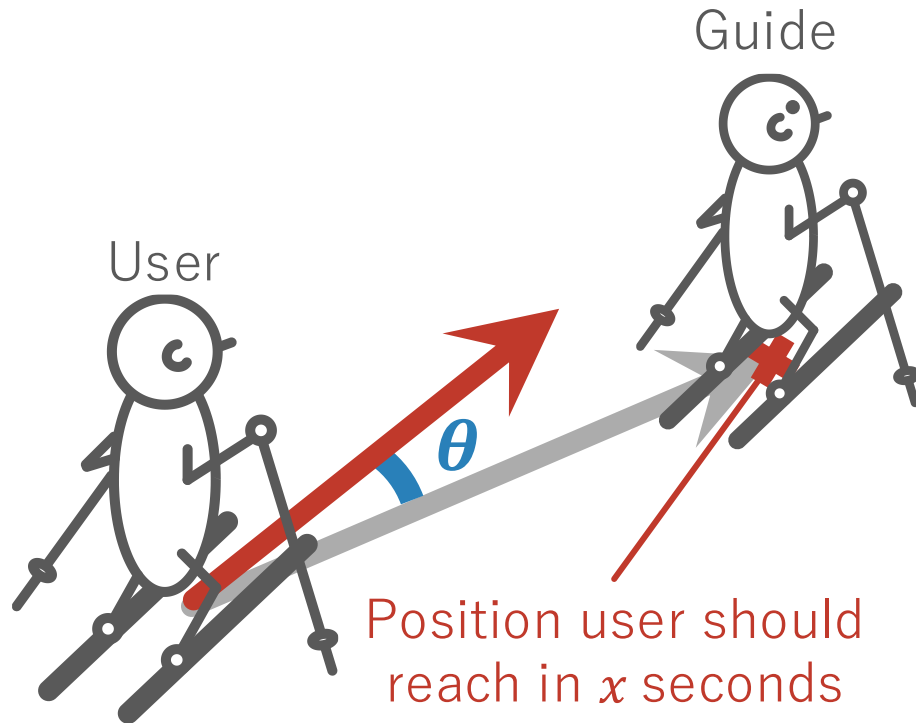 Guide
User
θ
Position user should
reach in x seconds